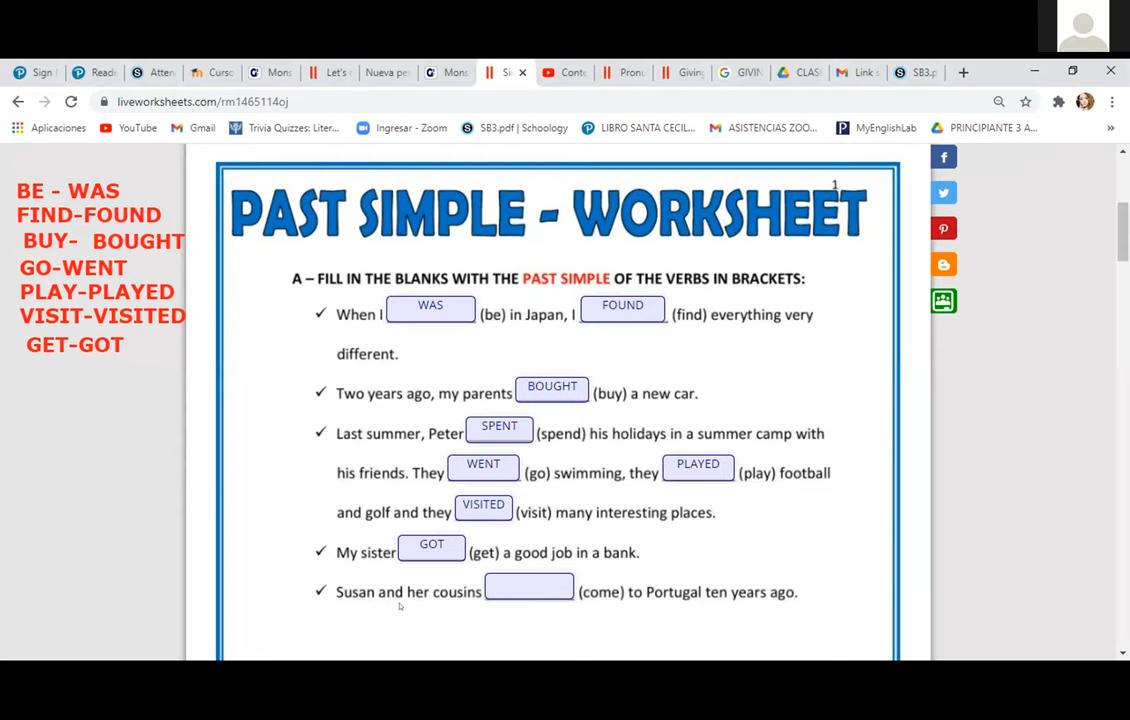 Sign
Reade
Atten
Curso
Mons
Let's
Nueva pe
Mons
Si
Conte
Pronu
Giving
GIVIN
CLAS
Link s
SB3.p
liveworksheets.com/rm1465114oj
Aplicaciones
YouTube
Gmail
Trivia Quizzes: Liter...
Ingresar - Zoom
SB3.pdf | Schoology
LIBRO SANTA CECIL...
ASISTENCIAS ZOO...
MyEnglishLab
PRINCIPIANTE 3 A...
BE - WAS
FIND-FOUND
BUY- BOUGHT
GO-WENT
PLAY-PLAYED
VISIT-VISITED
GET-GOT
1
PAST SIMPLE - WORKSHEET
A – FILL IN THE BLANKS WITH THE PAST SIMPLE OF THE VERBS IN BRACKETS:
When I WAS (be) in Japan, I FOUND (find) everything very
different.
Two years ago, my parents BOUGHT (buy) a new car.
Last summer, Peter SPENT (spend) his holidays in a summer camp with
his friends. They WENT (go) swimming, they PLAYED (play) football
and golf and they VISITED (visit) many interesting places.
My sister GOT (get) a good job in a bank.
Susan and her cousins (come) to Portugal ten years ago.